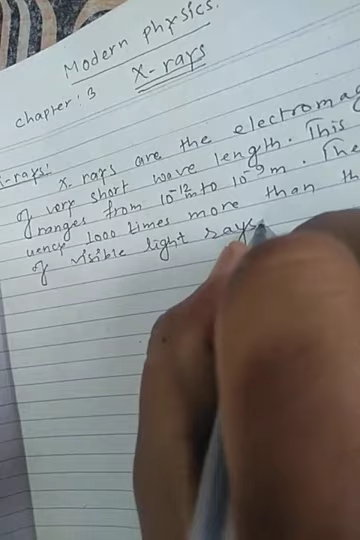 Modern physics.
chapter: 3 X-rays
X-rays:
X. rays are the electromag
of very short wave length. This
ranges from 10⁻¹²m to 10⁻⁹m. The
uency 1000 times more than th
of visible light rays